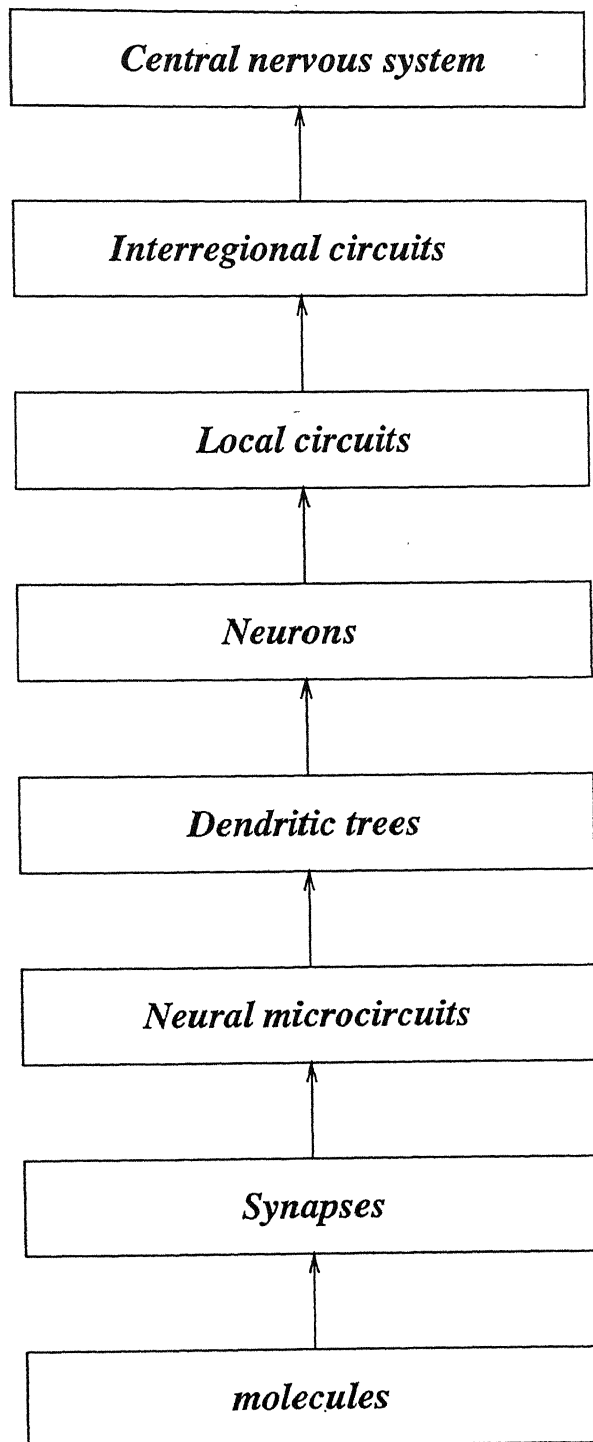 Central nervous system
Interregional circuits
Local circuits
Neurons
Dendritic trees
Neural microcircuits
Synapses
molecules